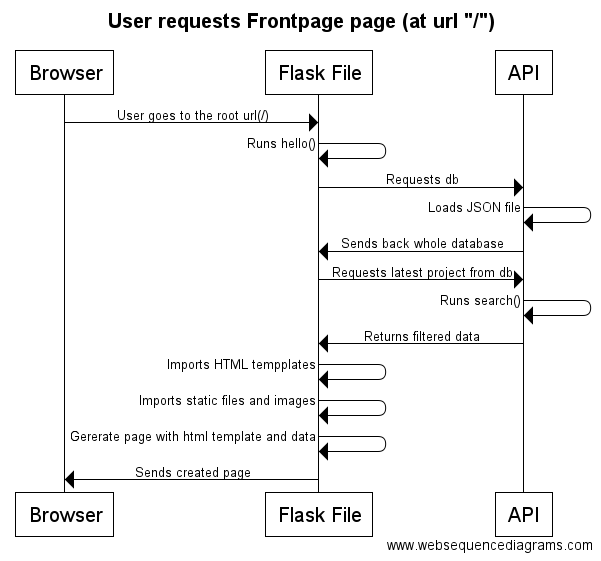 User requests Frontpage page (at url "/")
Browser
Flask File
API
User goes to the root url(/)
Runs hello()
Requests db
Loads JSON file
Sends back whole database
Requests latest project from db
Runs search()
Returns filtered data
Imports HTML tempplates
Imports static files and images
Gererate page with html template and data
Sends created page
Browser
Flask File
API
www.websequencediagrams.com